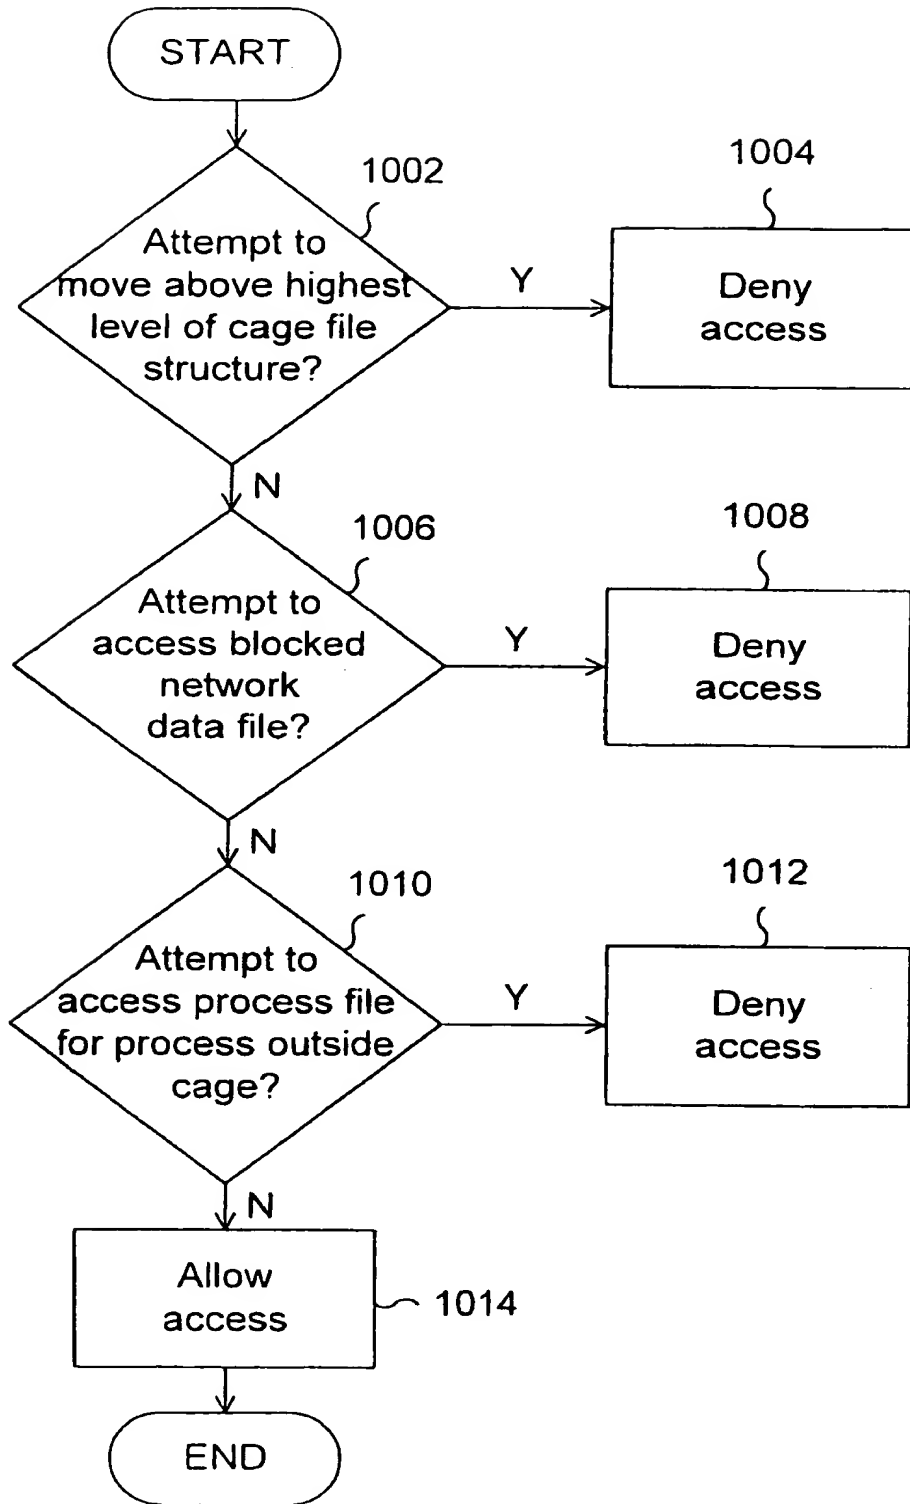 START
1002
Attempt to
move above highest
level of cage file
structure?
Y
1004
Deny
access
N
1006
Attempt to
access blocked
network
data file?
Y
1008
Deny
access
N
1010
Attempt to
access process file
for process outside
cage?
Y
1012
Deny
access
N
Allow
access
1014
END